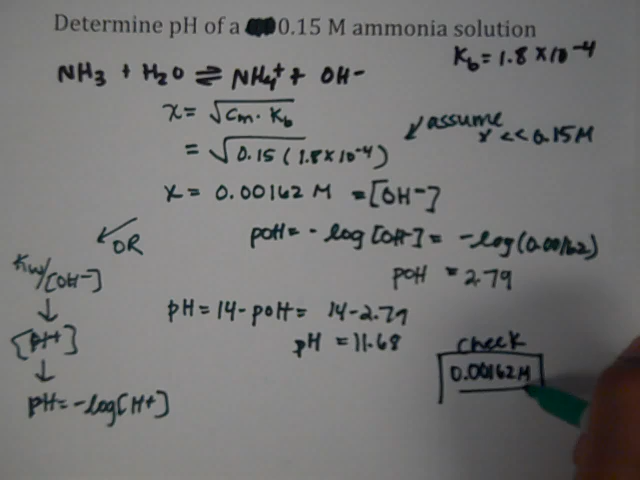 Determine pH of a 0.15 M ammonia solution
Kb = 1.8 x 10-4
NH3 + H2O ⇌ NH4+ + OH-
x = √Cm · Kb
= √0.15 (1.8 x 10-4)
assume
x << 0.15M
x = 0.00162 M = [OH-]
OR
pOH = - log [OH-] = -log(0.00162)
pOH = 2.79
Kw/[OH-]
↓
[H+]
↓
pH = -log[H+]
pH = 14 - pOH = 14 - 2.79
pH = 11.68
check
0.00162M